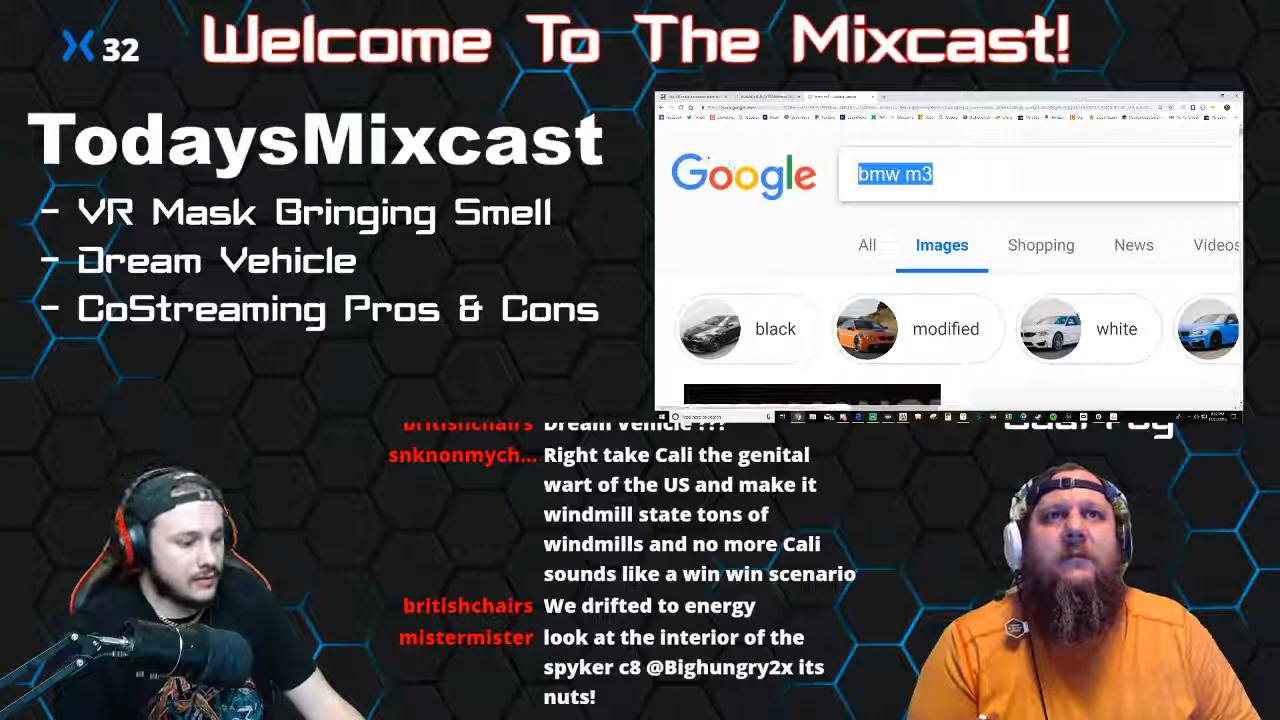 32
Welcome To The Mixcast!
TodaysMixcast
- VR Mask Bringing Smell
- Dream Vehicle
- CoStreaming Pros & Cons
Google
bmw m3
All Images Shopping News Videos
black modified white
britishchairs Dream Vehicle ???
snknonmych... Right take Cali the genital
wart of the US and make it
windmill state tons of
windmills and no more Cali
sounds like a win win scenario
britishchairs We drifted to energy
mistermister look at the interior of the
spyker c8 @Bighungry2x its
nuts!